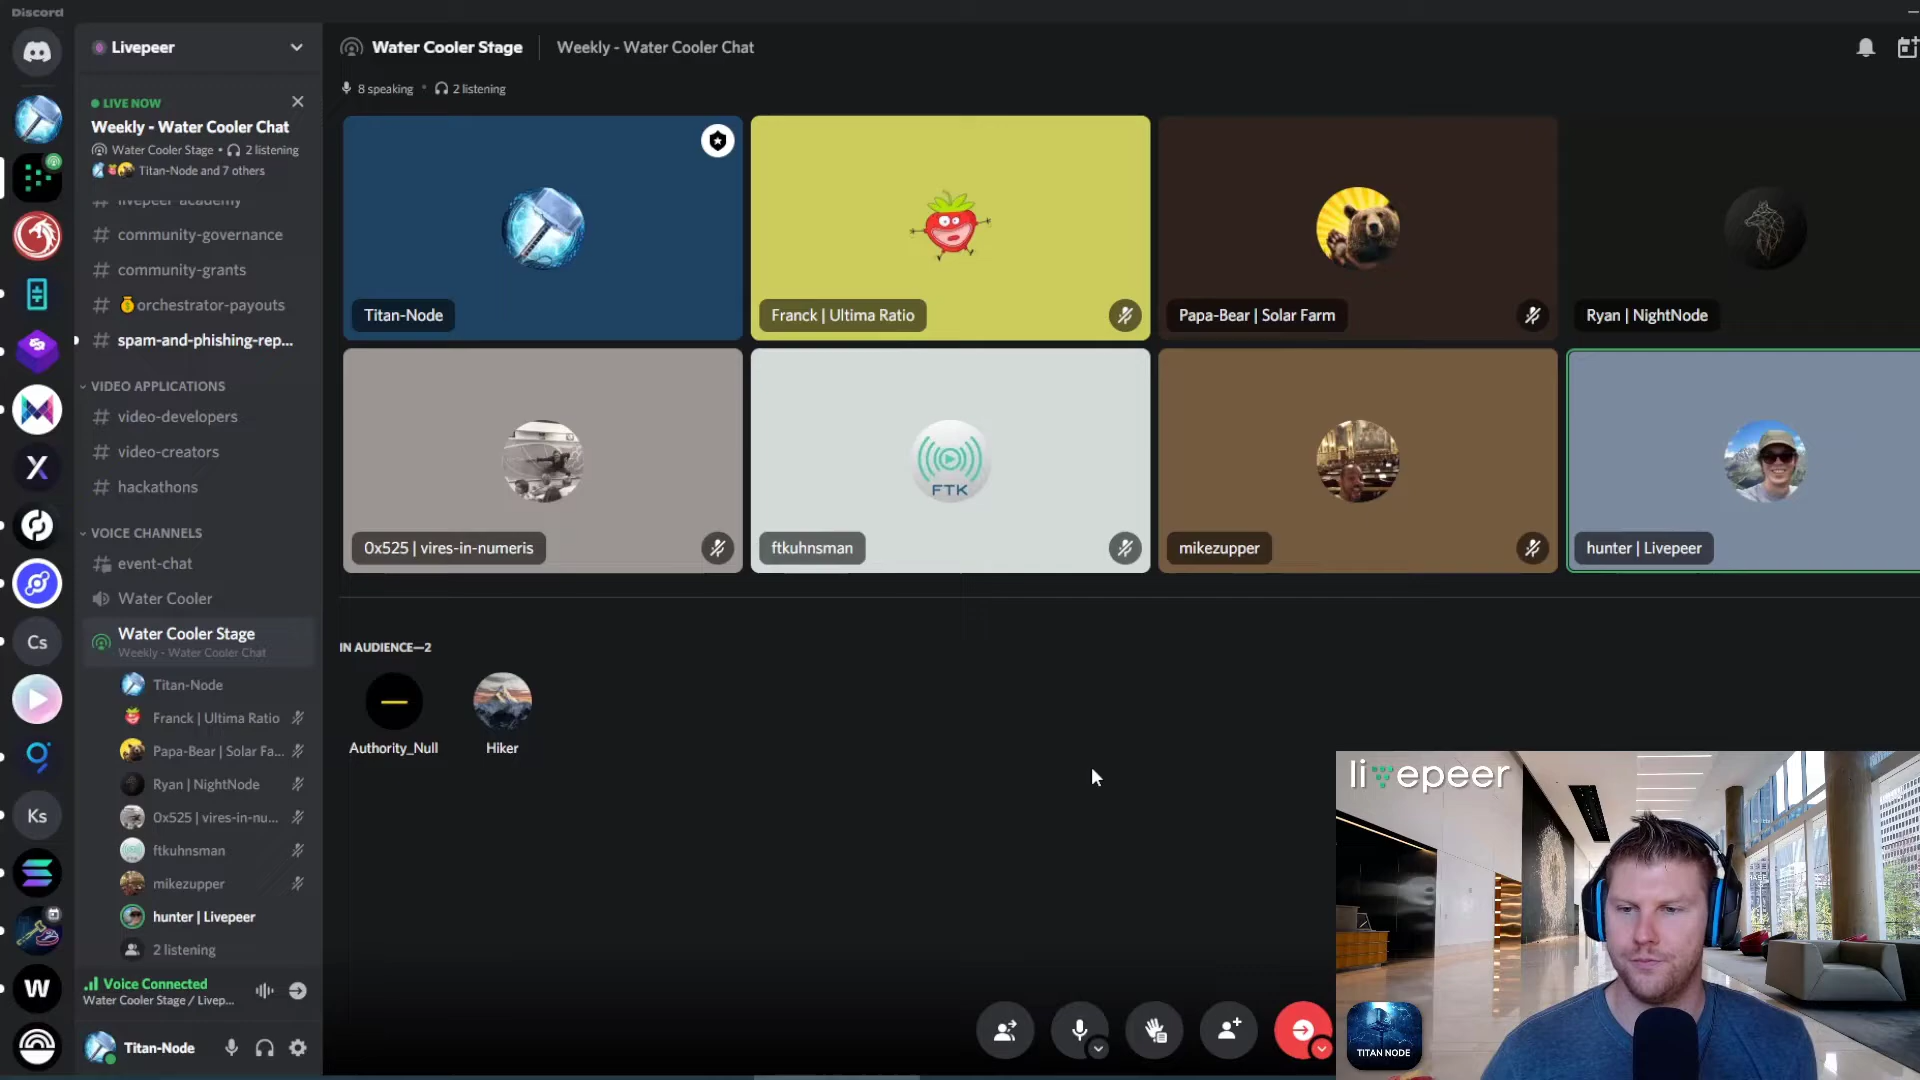 Discord
Livepeer
LIVE NOW
Weekly - Water Cooler Chat
Water Cooler Stage • 2 listening
Titan-Node and 7 others
# livepeer-academy
# community-governance
# community-grants
# 💰orchestrator-payouts
# spam-and-phishing-rep...
VIDEO APPLICATIONS
# video-developers
# video-creators
# hackathons
VOICE CHANNELS
event-chat
Water Cooler
Water Cooler Stage
Weekly - Water Cooler Chat
Titan-Node
Franck | Ultima Ratio
Papa-Bear | Solar Fa...
Ryan | NightNode
0x525 | vires-in-nu...
ftkuhnsman
mikezupper
hunter | Livepeer
2 listening
Voice Connected
Water Cooler Stage / Livep...
Titan-Node
Cs
Ks
W
Water Cooler Stage
Weekly - Water Cooler Chat
8 speaking • 2 listening
Titan-Node
Franck | Ultima Ratio
Papa-Bear | Solar Farm
Ryan | NightNode
0x525 | vires-in-numeris
FTK
ftkuhnsman
mikezupper
hunter | Livepeer
IN AUDIENCE—2
Authority_Null
Hiker
livepeer
TITAN NODE